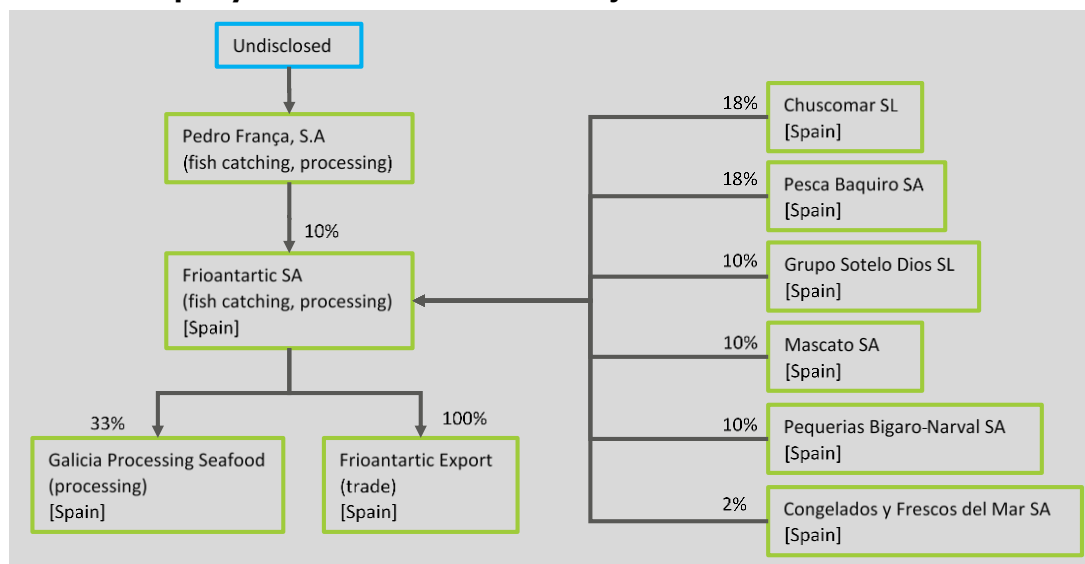 Undisclosed
Pedro França, S.A
(fish catching, processing)
10%
Frioantartic SA
(fish catching, processing)
[Spain]
33%
100%
Galicia Processing Seafood
(processing)
[Spain]
Frioantartic Export
(trade)
[Spain]
18%
Chuscomar SL
[Spain]
18%
Pesca Baquiro SA
[Spain]
10%
Grupo Sotelo Dios SL
[Spain]
10%
Mascato SA
[Spain]
10%
Pequerias Bigaro-Narval SA
[Spain]
2%
Congelados y Frescos del Mar SA
[Spain]